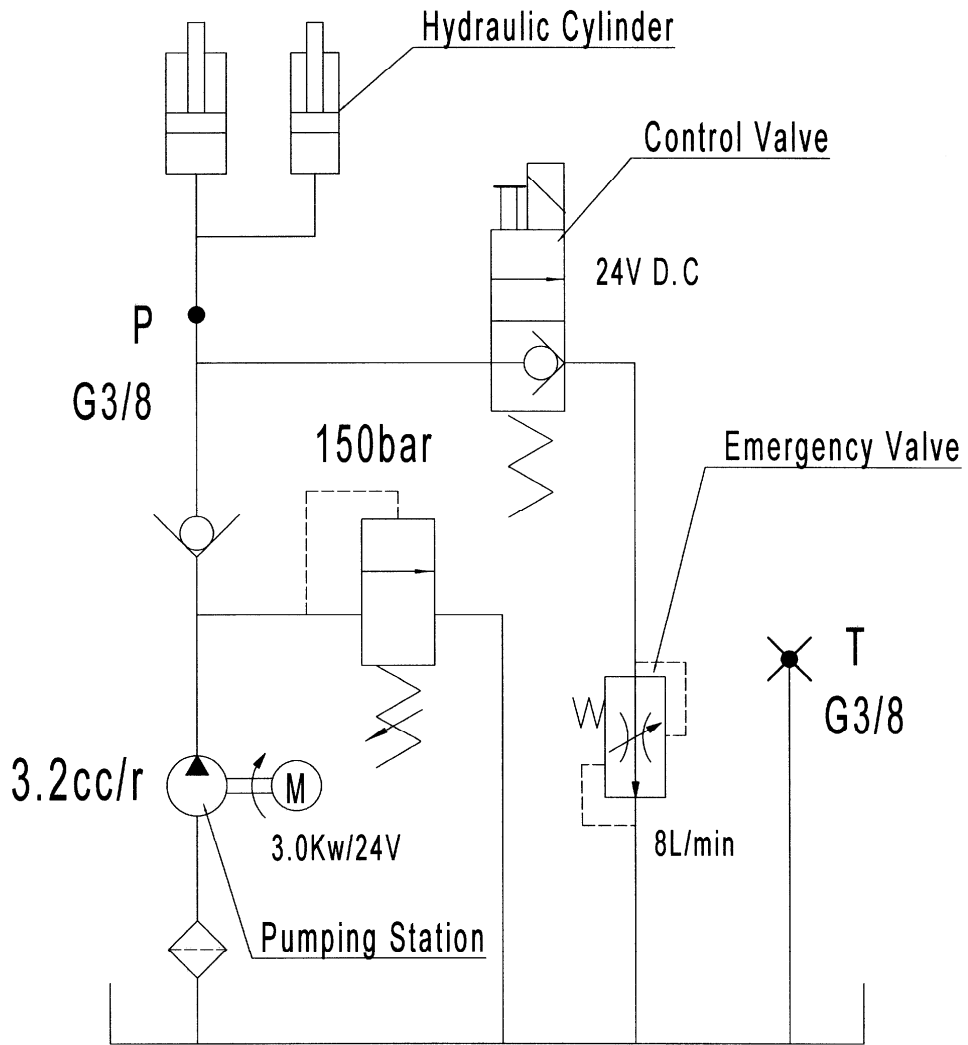 Hydraulic Cylinder
Control Valve
24V D.C
P
G3/8
150bar
Emergency Valve
T
G3/8
3.2cc/r
M
3.0Kw/24V
8L/min
Pumping Station